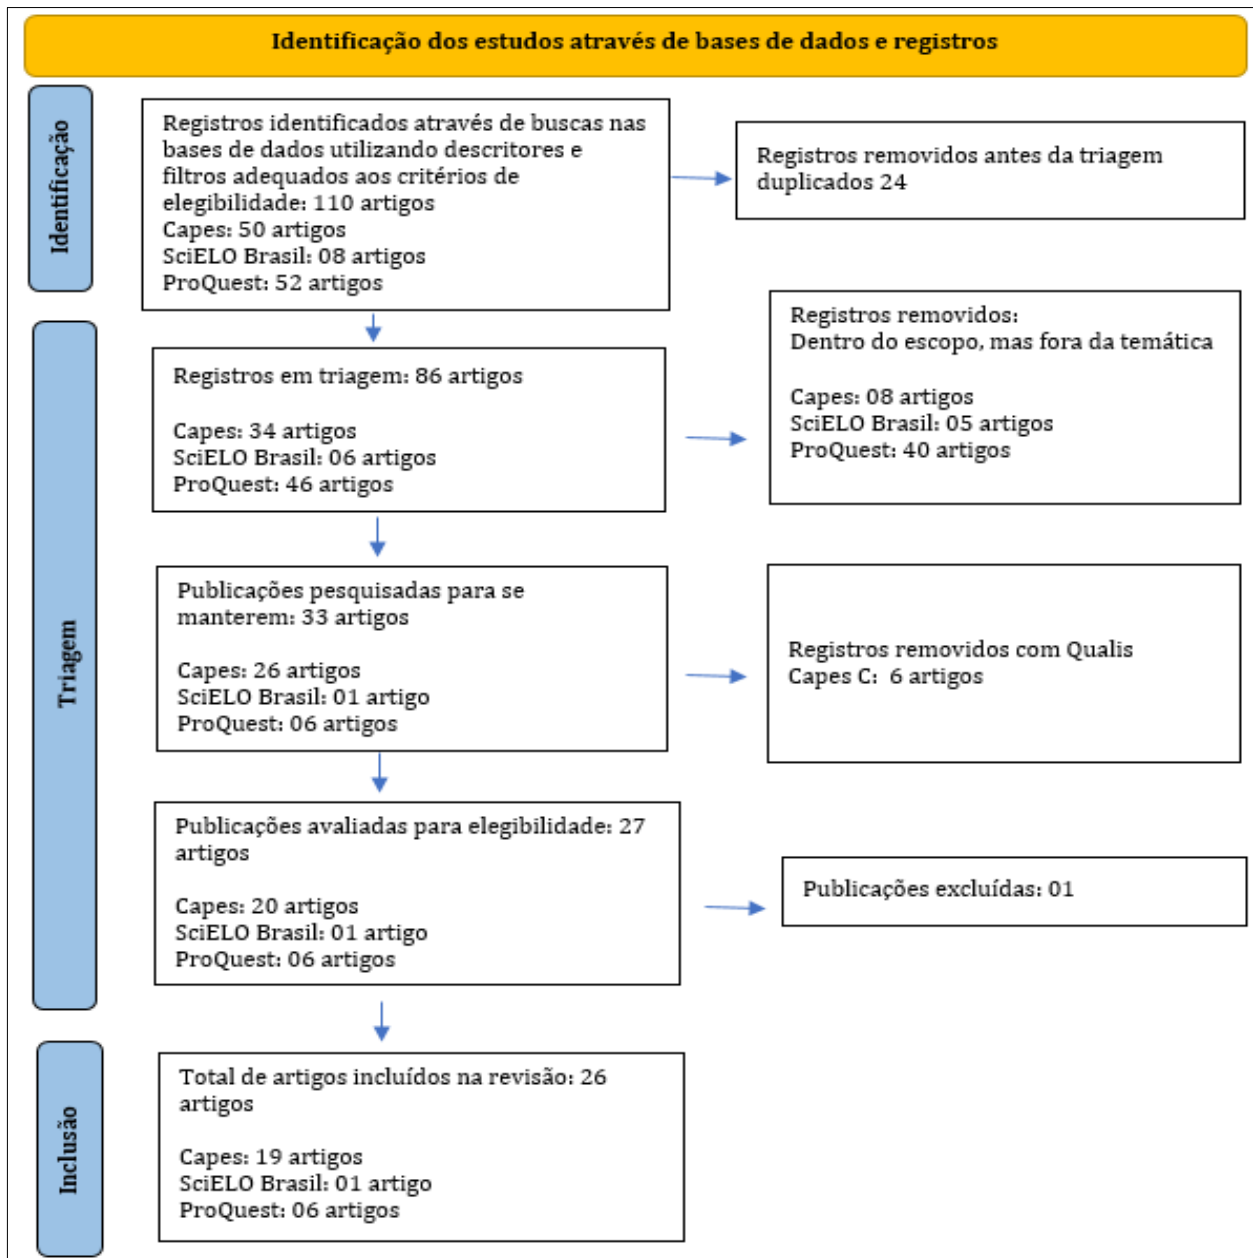 Identificação dos estudos através de bases de dados e registros
Identificação
Registros identificados através de buscas nas
bases de dados utilizando descritores e
filtros adequados aos critérios de
elegibilidade: 110 artigos
Capes: 50 artigos
SciELO Brasil: 08 artigos
ProQuest: 52 artigos
Registros removidos antes da triagem
duplicados 24
Triagem
Registros em triagem: 86 artigos
Capes: 34 artigos
SciELO Brasil: 06 artigos
ProQuest: 46 artigos
Registros removidos:
Dentro do escopo, mas fora da temática
Capes: 08 artigos
SciELO Brasil: 05 artigos
ProQuest: 40 artigos
Publicações pesquisadas para se
manterem: 33 artigos
Capes: 26 artigos
SciELO Brasil: 01 artigo
ProQuest: 06 artigos
Registros removidos com Qualis
Capes C: 6 artigos
Publicações avaliadas para elegibilidade: 27
artigos
Capes: 20 artigos
SciELO Brasil: 01 artigo
ProQuest: 06 artigos
Publicações excluídas: 01
Inclusão
Total de artigos incluídos na revisão: 26
artigos
Capes: 19 artigos
SciELO Brasil: 01 artigo
ProQuest: 06 artigos